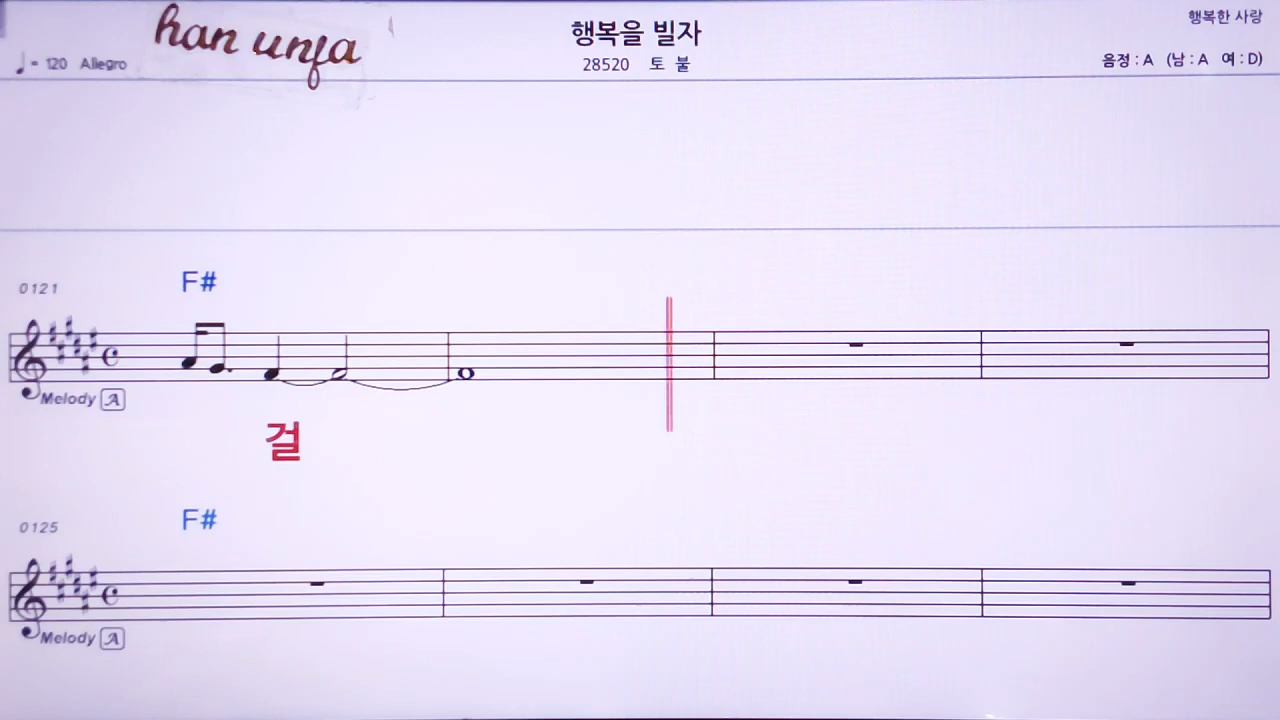 han unfa
행복을 빌자
행복한 사랑
♩= 120 Allegro
28520 토 불
음정 : A (남 : A 여 : D)
0121
F#
Melody A
걸
0125
F#
Melody A